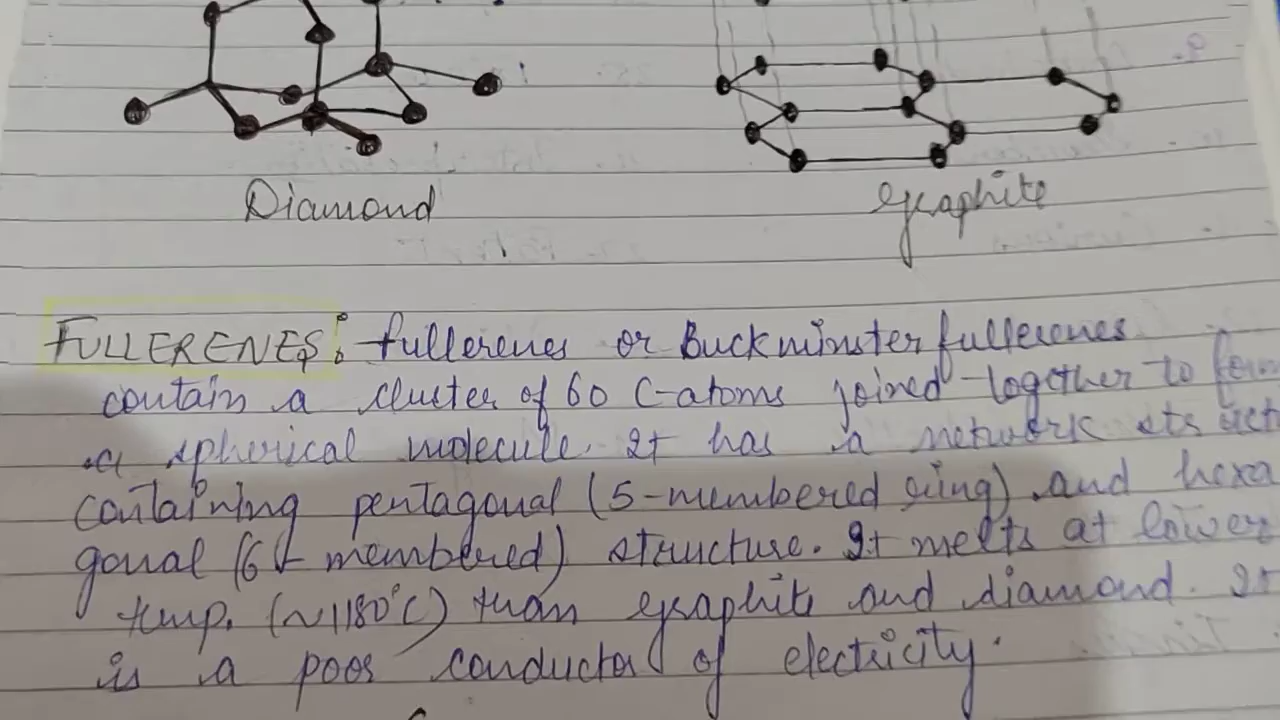 Diamond
graphite
FULLERENES: fullerenes or Buckminsterfullerenes
contain a cluster of 60 C-atoms joined together to form
a spherical molecule. It has a network
containing pentagonal (5-membered ring) and hexa
gonal (6-membered) structure. It melts at lower
temp. (~1180°C) than graphite and diamond. It
is a poor conductor of electricity.